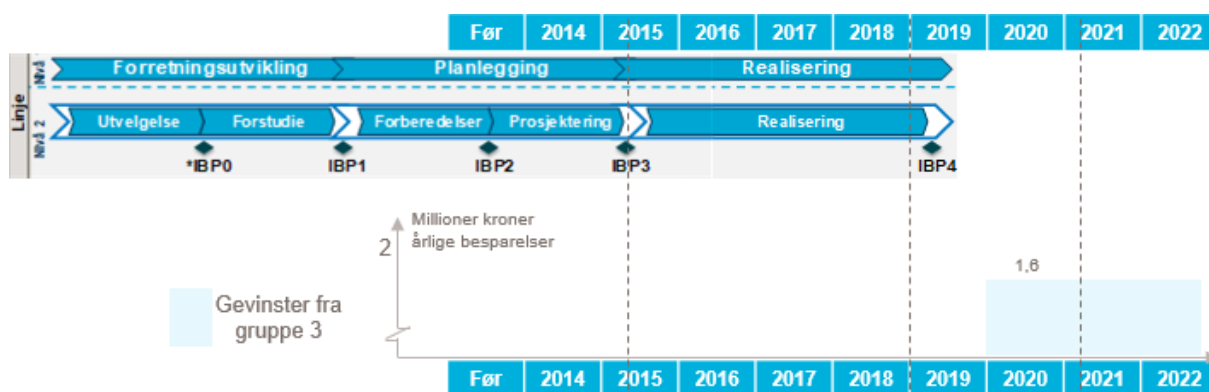 Før 2014 2015 2016 2017 2018 2019 2020 2021 2022
Linje
Nivå
Forretningsutvikling Planlegging Realisering
Nivå 2
Utvelgelse Forstudie Forberedelser Prosjektering Realisering
*IBP0 IBP1 IBP2 IBP3 IBP4
Millioner kroner
årlige besparelser
2
1,6
Gevinster fra
gruppe 3
Før 2014 2015 2016 2017 2018 2019 2020 2021 2022